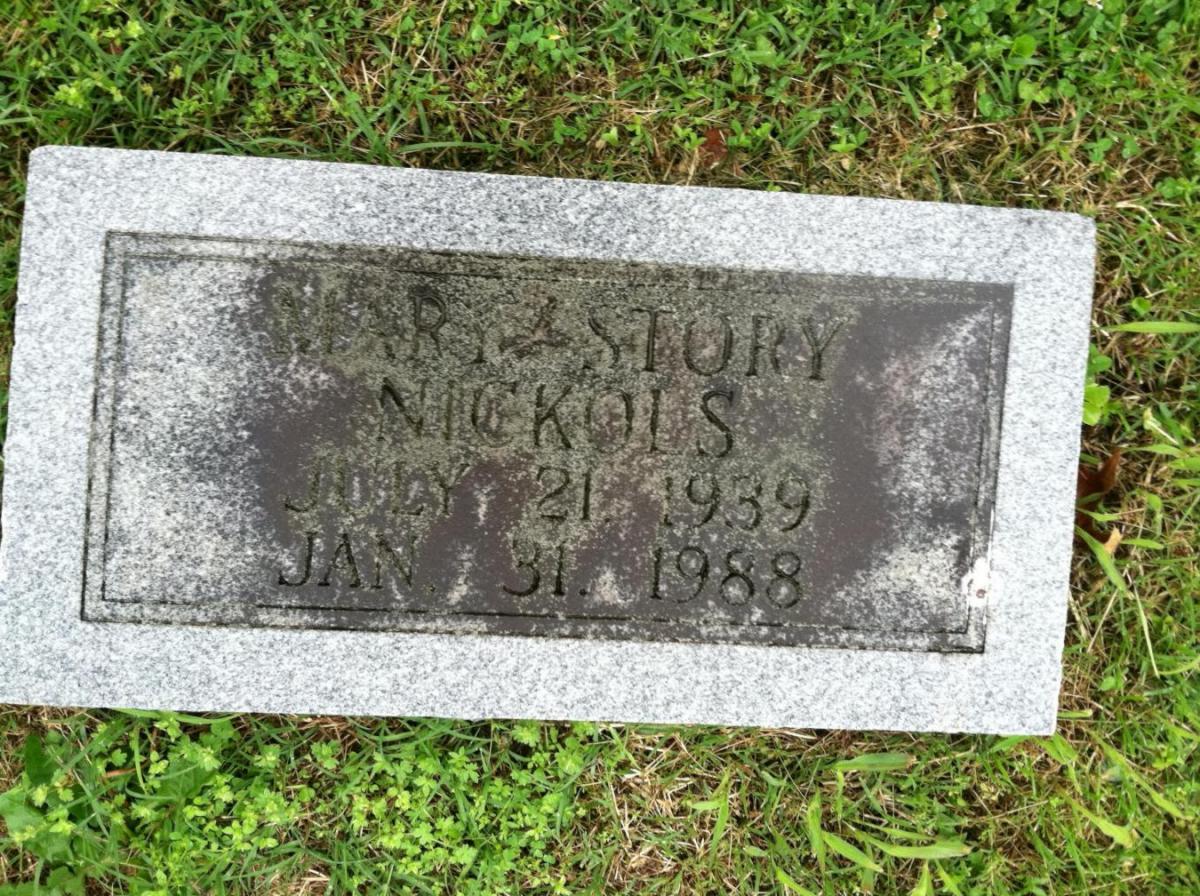 MARY STORY
NICKOLS
JULY 21. 1939
JAN. 31. 1988